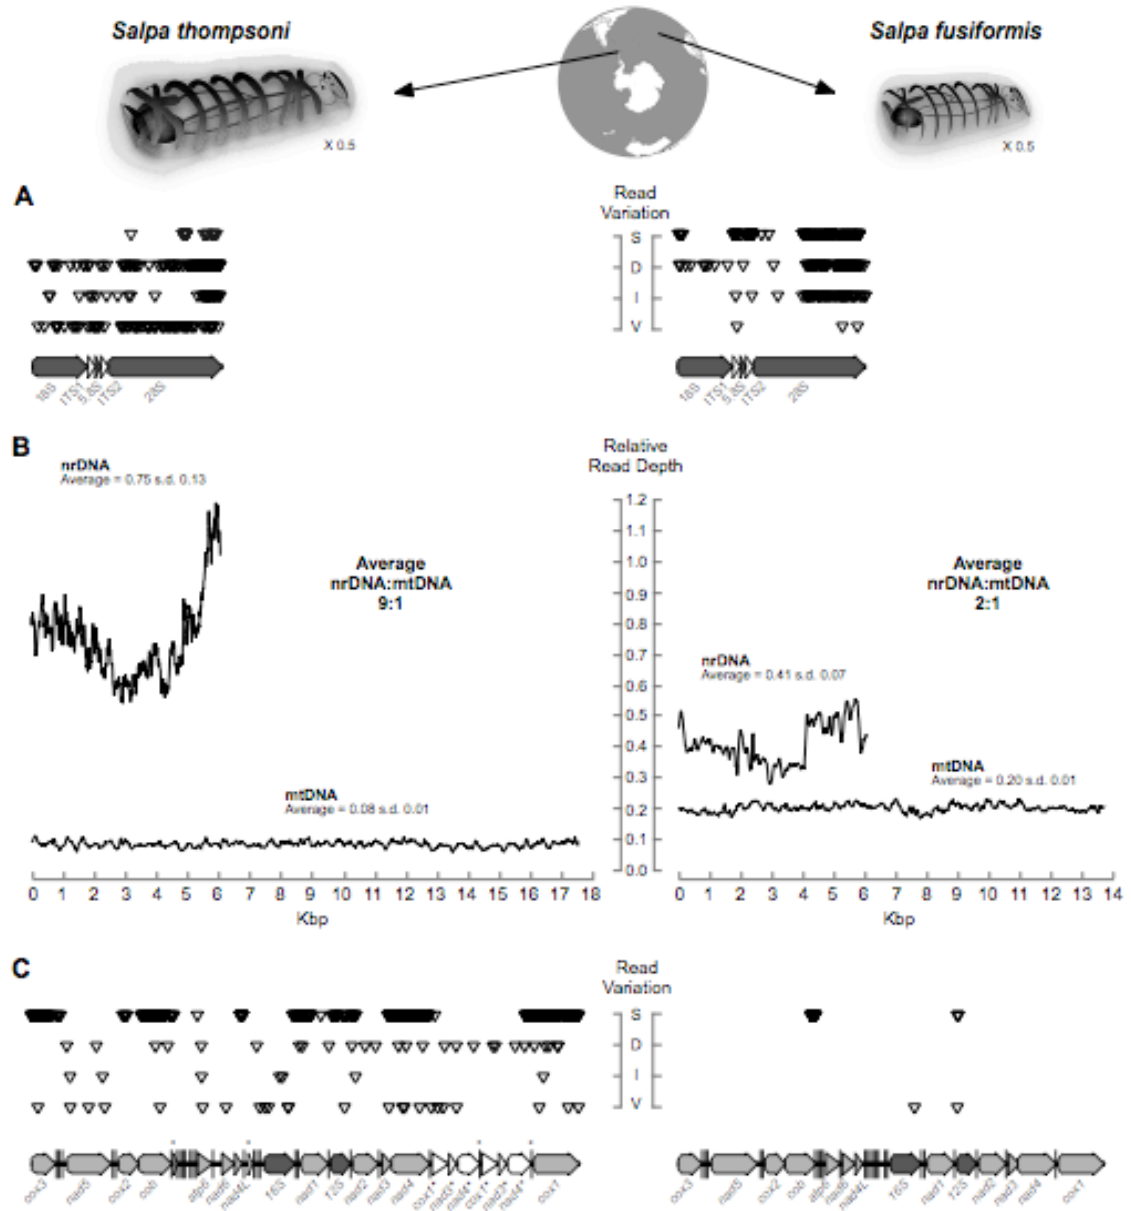 Salpa thompsoni
Salpa fusiformis
X 0.5
X 0.5
A
Read
Variation
S
D
I
V
18S
ITS1
5.8S
ITS2
28S
18S
ITS1
5.8S
ITS2
28S
B
Relative
Read Depth
nrDNA
Average = 0.75 s.d. 0.13
Average
nrDNA:mtDNA
9:1
mtDNA
Average = 0.08 s.d. 0.01
1.2
1.1
1.0
0.9
0.8
0.7
0.6
0.5
0.4
0.3
0.2
0.1
0.0
Average
nrDNA:mtDNA
2:1
nrDNA
Average = 0.41 s.d. 0.07
mtDNA
Average = 0.20 s.d. 0.01
0 1 2 3 4 5 6 7 8 9 10 11 12 13 14 15 16 17 18
Kbp
0 1 2 3 4 5 6 7 8 9 10 11 12 13 14
Kbp
C
Read
Variation
S
D
I
V
cox3
nad5
cox2
cob
atp6
nad6
nad4L
16S
nad1
12S
nad2
nad3
nad4
cox1*
nad3*
nad4*
cox1*
nad3*
nad4*
cox1
cox3
nad5
cox2
cob
atp6
nad6
nad4L
16S
nad1
12S
nad2
nad3
nad4
cox1